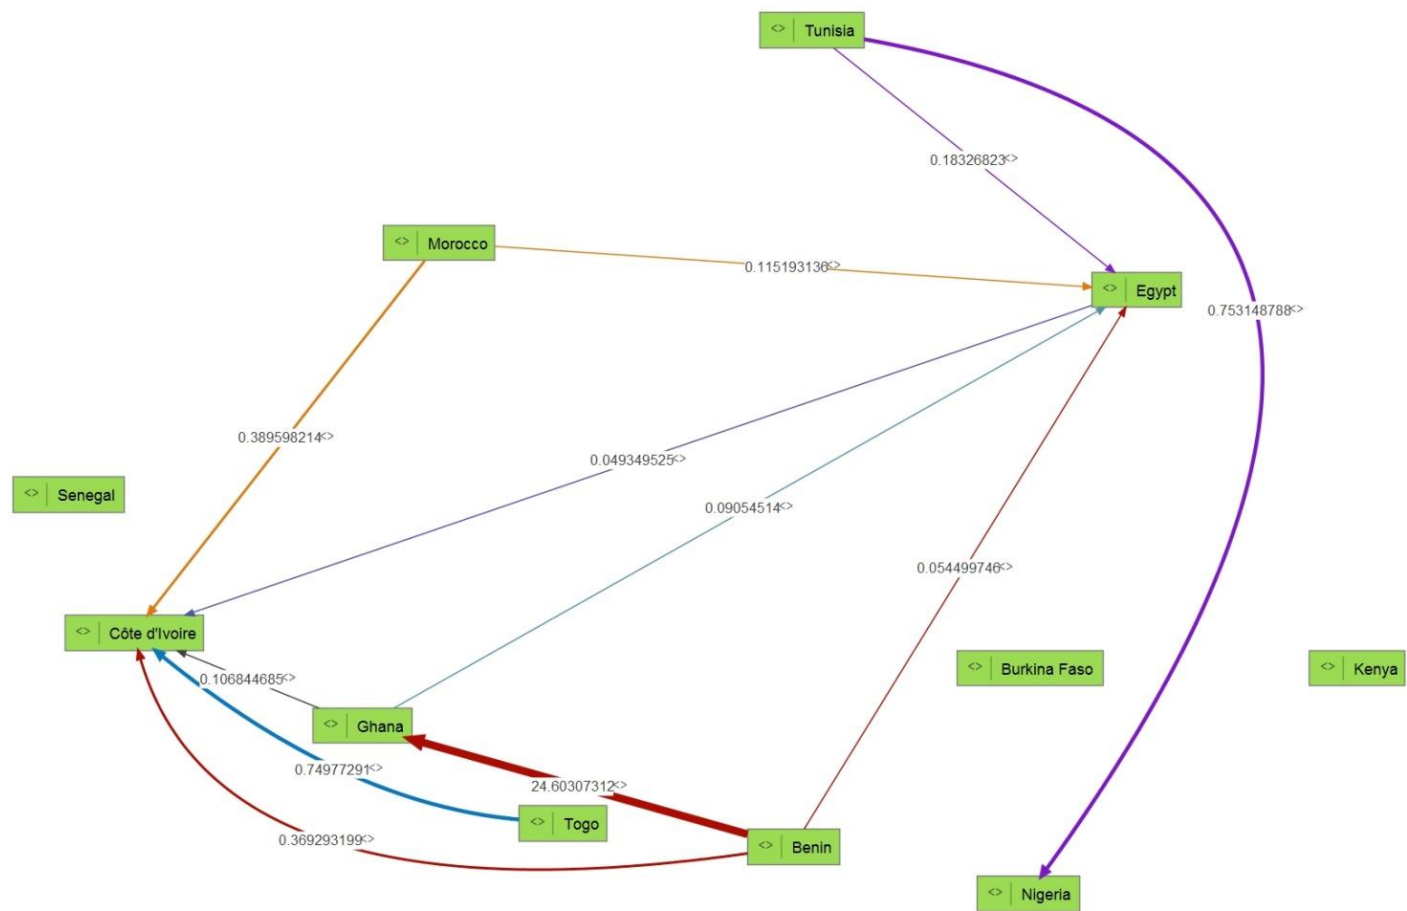 <> Tunisia
0.18326823<>
<> Morocco
0.115193136<>
<> Egypt
0.753148788<>
0.389598214<>
0.049349525<>
<> Senegal
0.09054514<>
0.054499746<>
<> Côte d'Ivoire
<> Burkina Faso
<> Kenya
0.106844685<>
<> Ghana
0.74977291<>
24.60307312<>
<> Togo
0.369293199<>
<> Benin
<> Nigeria